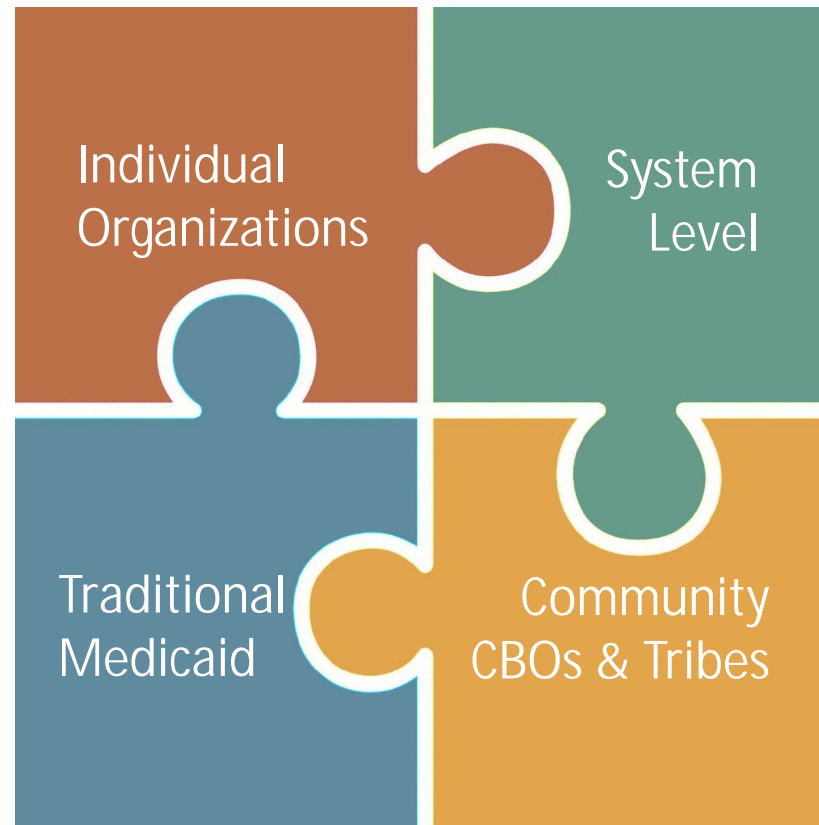 Individual
Organizations
System
Level
Traditional
Medicaid
Community
CBOs & Tribes